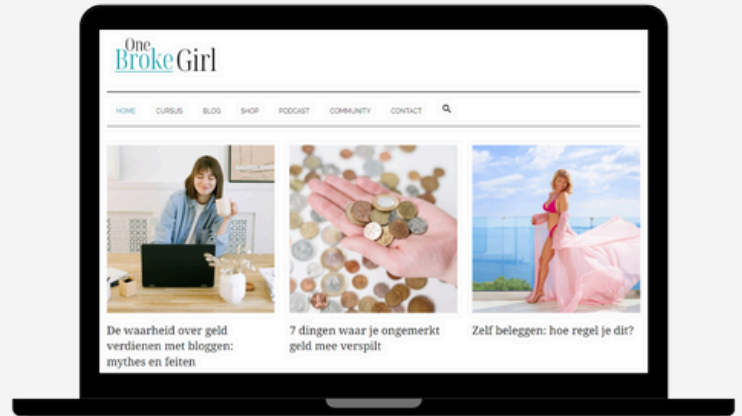 One
Broke Girl
HOME CURSUS BLOG SHOP PODCAST COMMUNITY CONTACT
De waarheid over geld
verdienen met bloggen:
mythes en feiten
7 dingen waar je ongemerkt
geld mee verspilt
Zelf beleggen: hoe regel je dit?